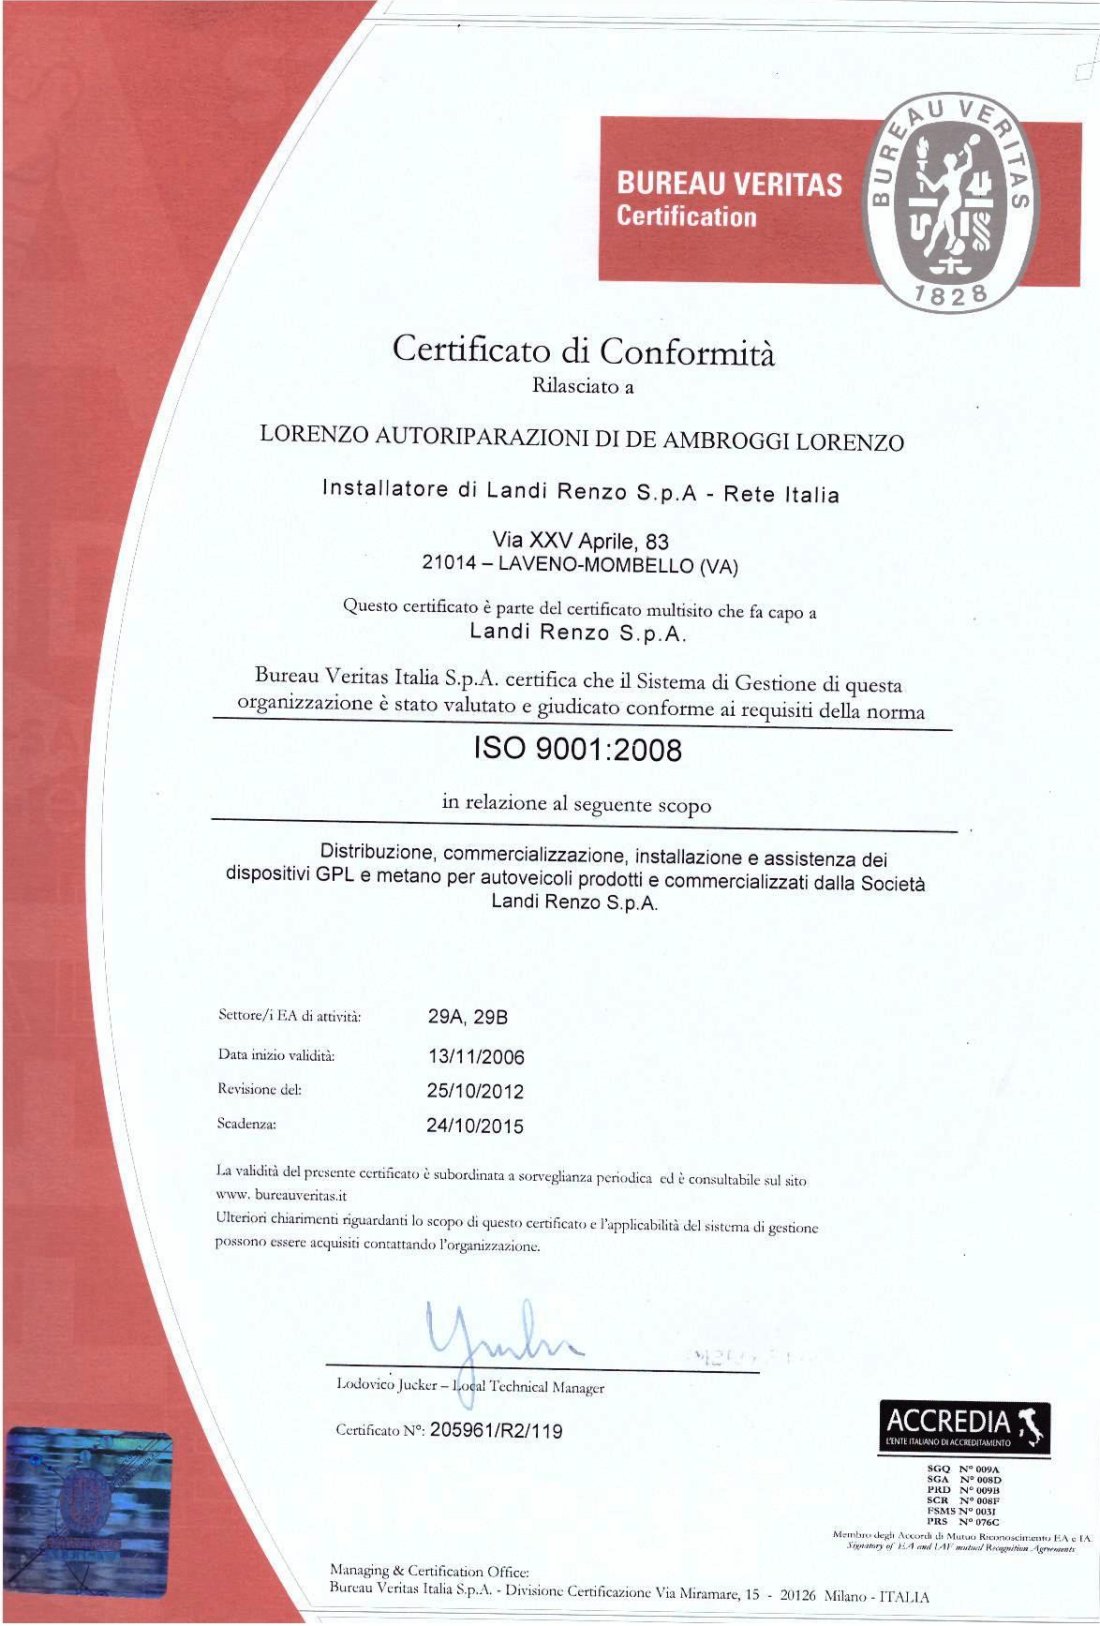 BUREAU VERITAS
Certification
BUREAU VERITAS
1828
Certificato di Conformità
Rilasciato a
LORENZO AUTORIPARAZIONI DI DE AMBROGGI LORENZO
Installatore di Landi Renzo S.p.A - Rete Italia
Via XXV Aprile, 83
21014 – LAVENO-MOMBELLO (VA)
Questo certificato è parte del certificato multisito che fa capo a
Landi Renzo S.p.A.
Bureau Veritas Italia S.p.A. certifica che il Sistema di Gestione di questa
organizzazione è stato valutato e giudicato conforme ai requisiti della norma
ISO 9001:2008
in relazione al seguente scopo
Distribuzione, commercializzazione, installazione e assistenza dei
dispositivi GPL e metano per autoveicoli prodotti e commercializzati dalla Società
Landi Renzo S.p.A.
Settore/i EA di attività: 29A, 29B
Data inizio validità: 13/11/2006
Revisione del: 25/10/2012
Scadenza: 24/10/2015
La validità del presente certificato è subordinata a sorveglianza periodica ed è consultabile sul sito
www. bureauveritas.it
Ulteriori chiarimenti riguardanti lo scopo di questo certificato e l'applicabilità del sistema di gestione
possono essere acquisiti contattando l'organizzazione.
Lodovico Jucker – Local Technical Manager
Certificato N°: 205961/R2/119
ACCREDIA
L'ENTE ITALIANO DI ACCREDITAMENTO
SGQ N° 009A
SGA N° 008D
PRD N° 009B
SCR N° 008F
FSMS N° 003I
PRS N° 076C
Membro degli Accordi di Mutuo Riconoscimento EA e IA
Signatory of EA and IAF mutual Recognition Agreements
Managing & Certification Office:
Bureau Veritas Italia S.p.A. - Divisione Certificazione Via Miramare, 15 - 20126 Milano - ITALIA